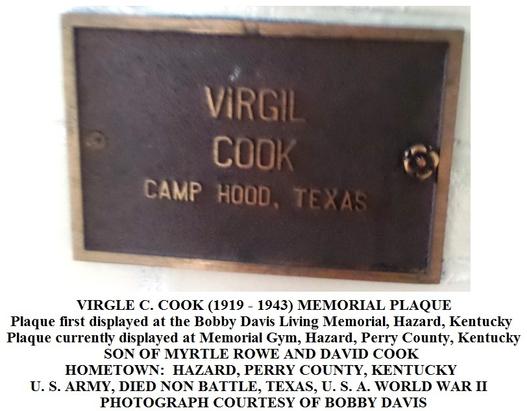 ViRGIL
COOK
CAMP HOOD, TEXAS
VIRGLE C. COOK (1919 - 1943) MEMORIAL PLAQUE
Plaque first displayed at the Bobby Davis Living Memorial, Hazard, Kentucky
Plaque currently displayed at Memorial Gym, Hazard, Perry County, Kentucky
SON OF MYRTLE ROWE AND DAVID COOK
HOMETOWN: HAZARD, PERRY COUNTY, KENTUCKY
U. S. ARMY, DIED NON BATTLE, TEXAS, U. S. A. WORLD WAR II
PHOTOGRAPH COURTESY OF BOBBY DAVIS